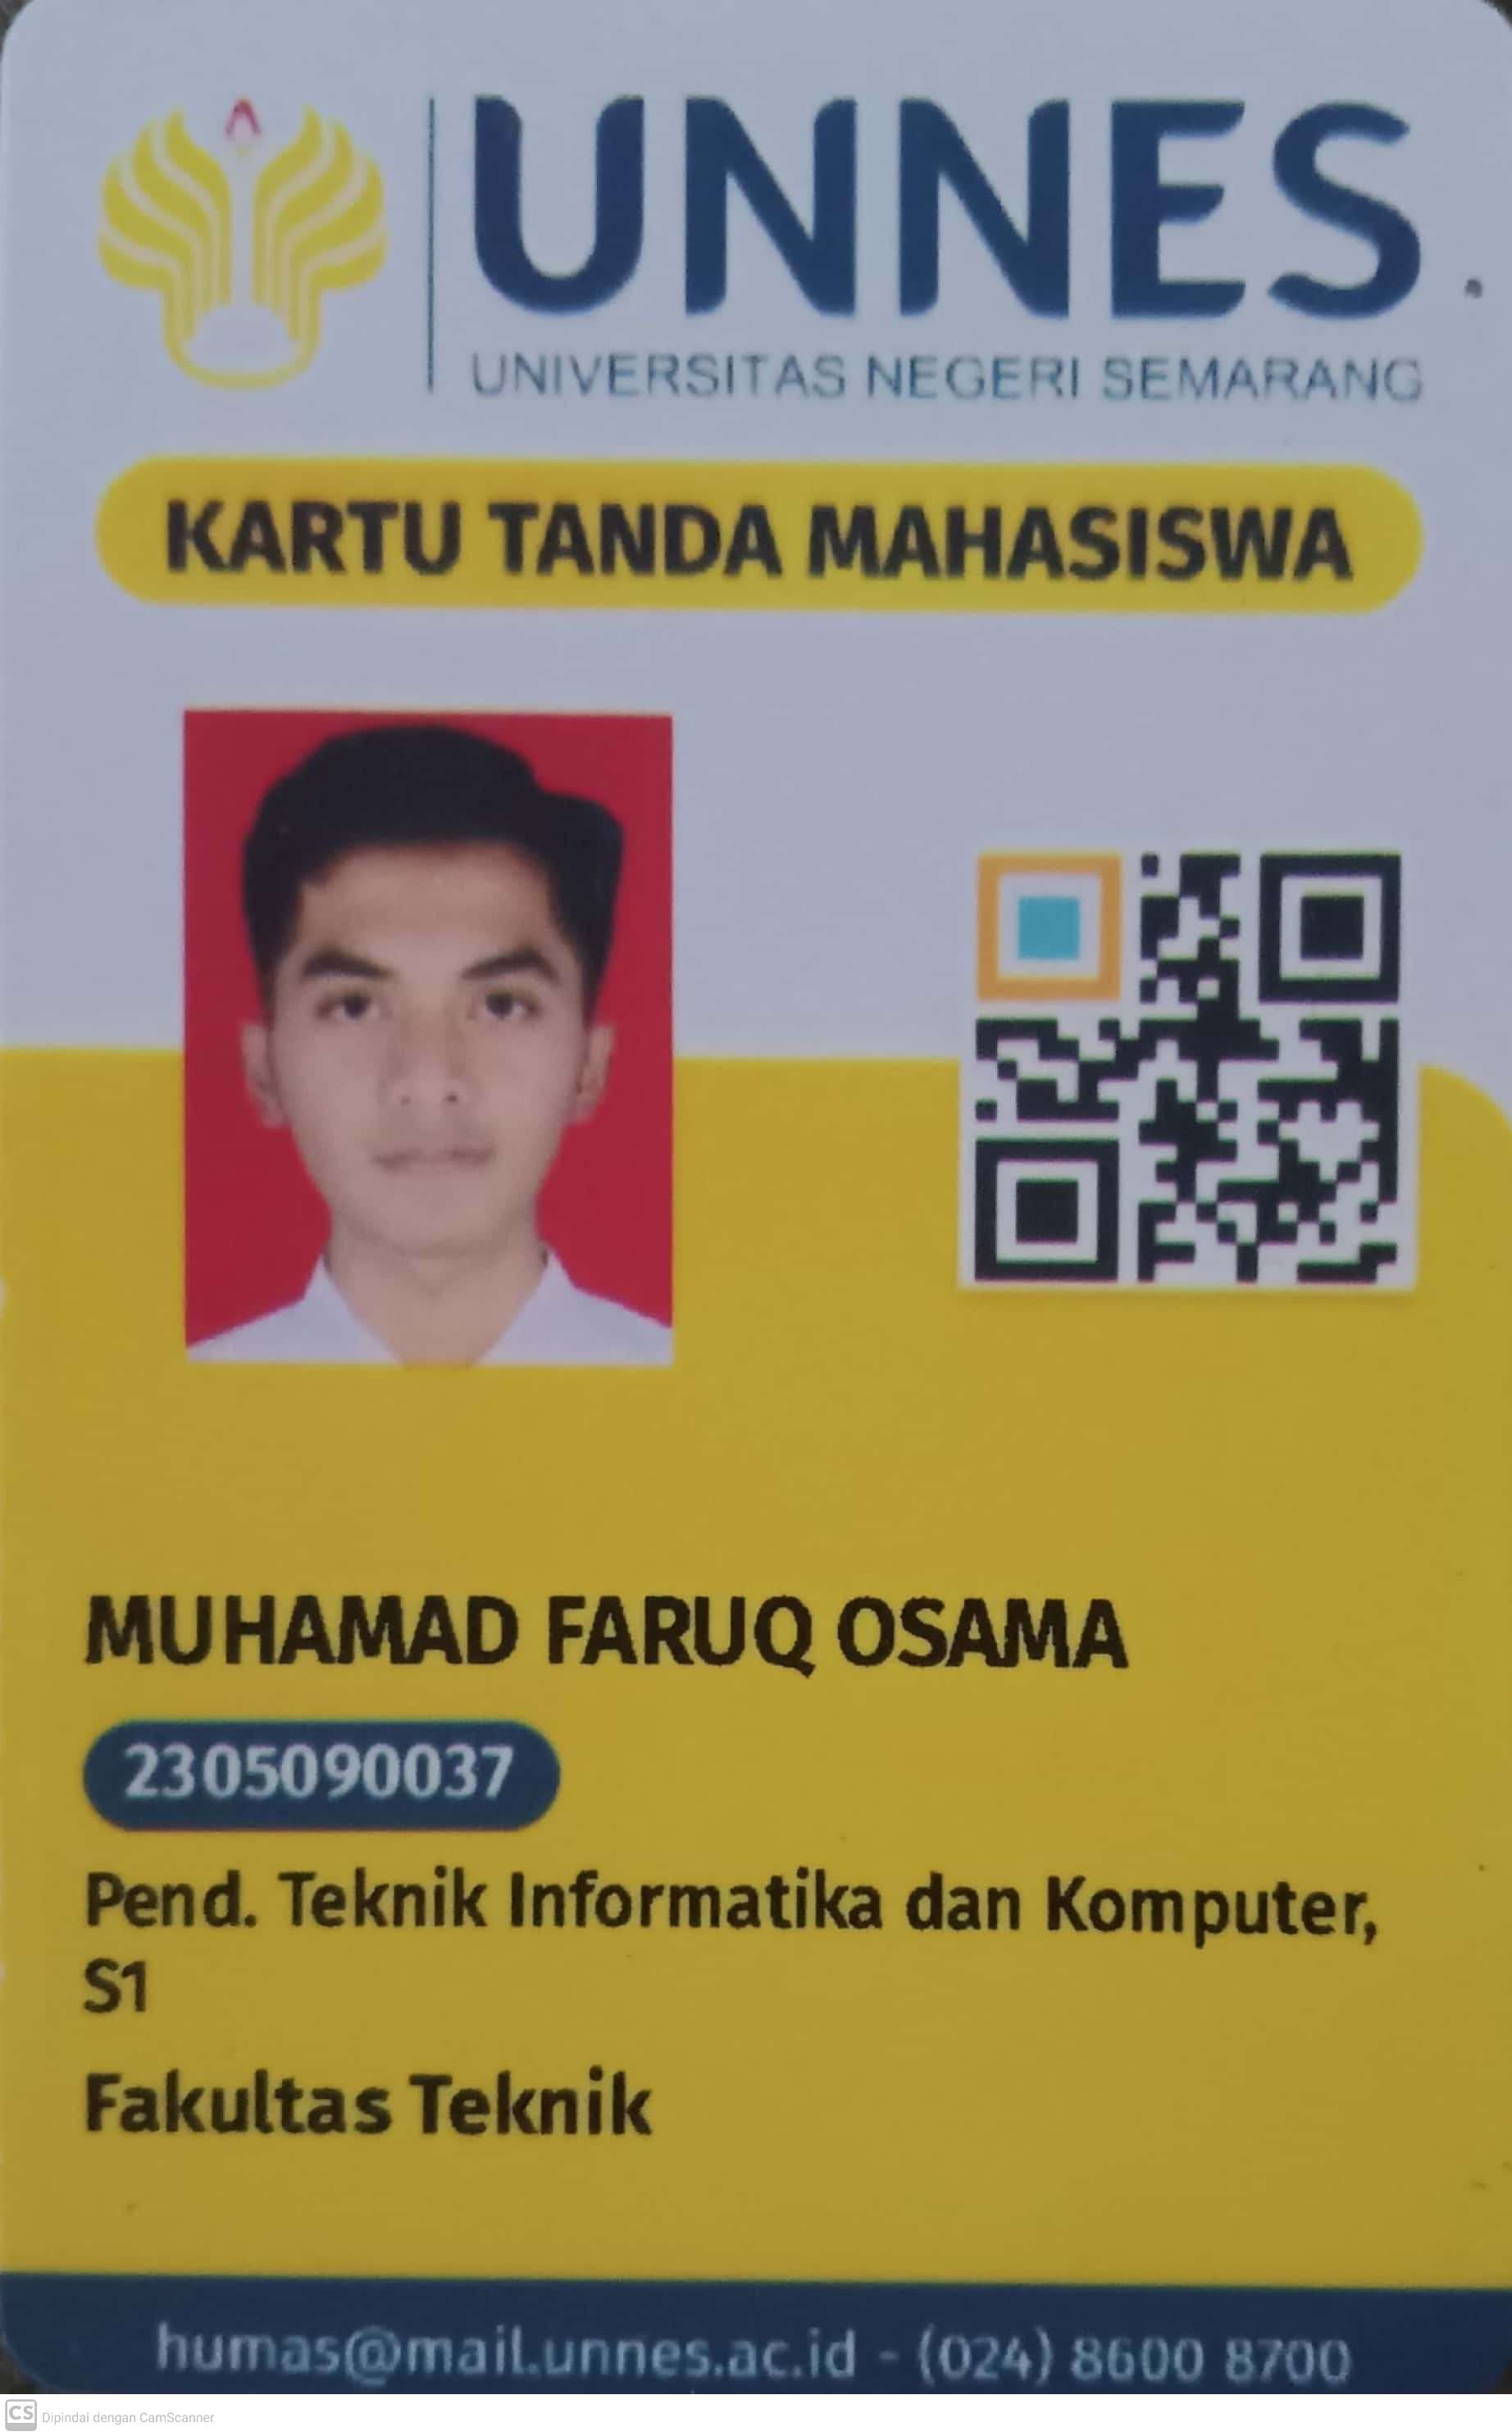 UNNES
UNIVERSITAS NEGERI SEMARANG
KARTU TANDA MAHASISWA
MUHAMAD FARUQ OSAMA
2305090037
Pend. Teknik Informatika dan Komputer,
S1
Fakultas Teknik
humas@mail.unnes.ac.id - (024) 8600 8700
CS Dipindai dengan CamScanner